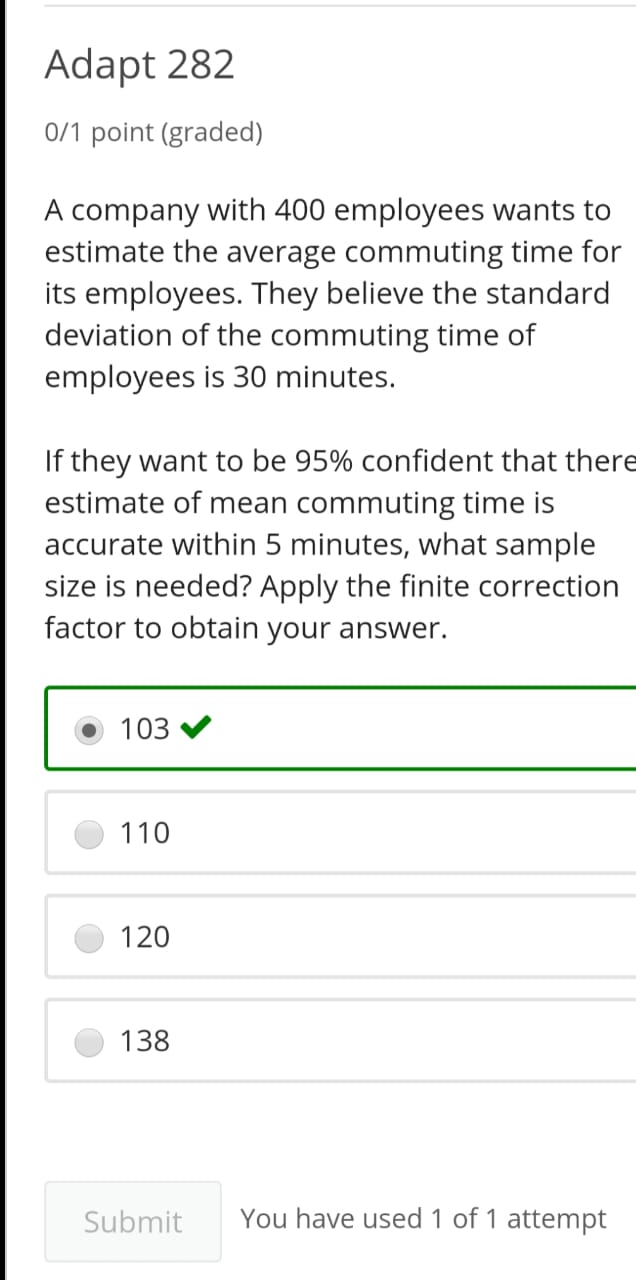 Adapt 282
0/1 point (graded)
A company with 400 employees wants to
estimate the average commuting time for
its employees. They believe the standard
deviation of the commuting time of
employees is 30 minutes.
If they want to be 95% confident that there
estimate of mean commuting time is
accurate within 5 minutes, what sample
size is needed? Apply the finite correction
factor to obtain your answer.
103
110
120
138
Submit You have used 1 of 1 attempt